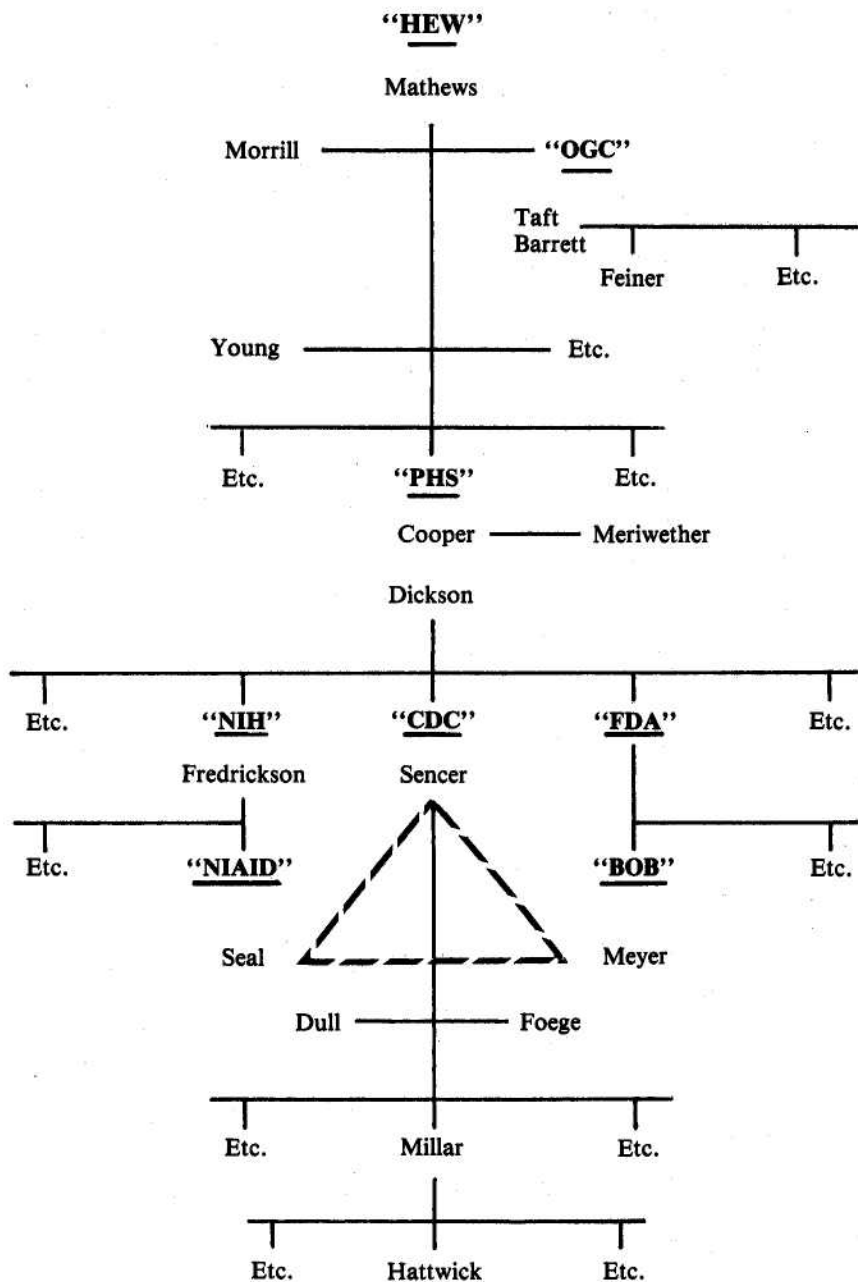 “HEW”
Mathews
Morrill “OGC”
Taft
Barrett
Feiner Etc.
Young Etc.
Etc. “PHS” Etc.
Cooper Meriwether
Dickson
Etc. “NIH” “CDC” “FDA” Etc.
Fredrickson Sencer
Etc. “NIAID” “BOB” Etc.
Seal Meyer
Dull Foege
Etc. Millar Etc.
Etc. Hattwick Etc.